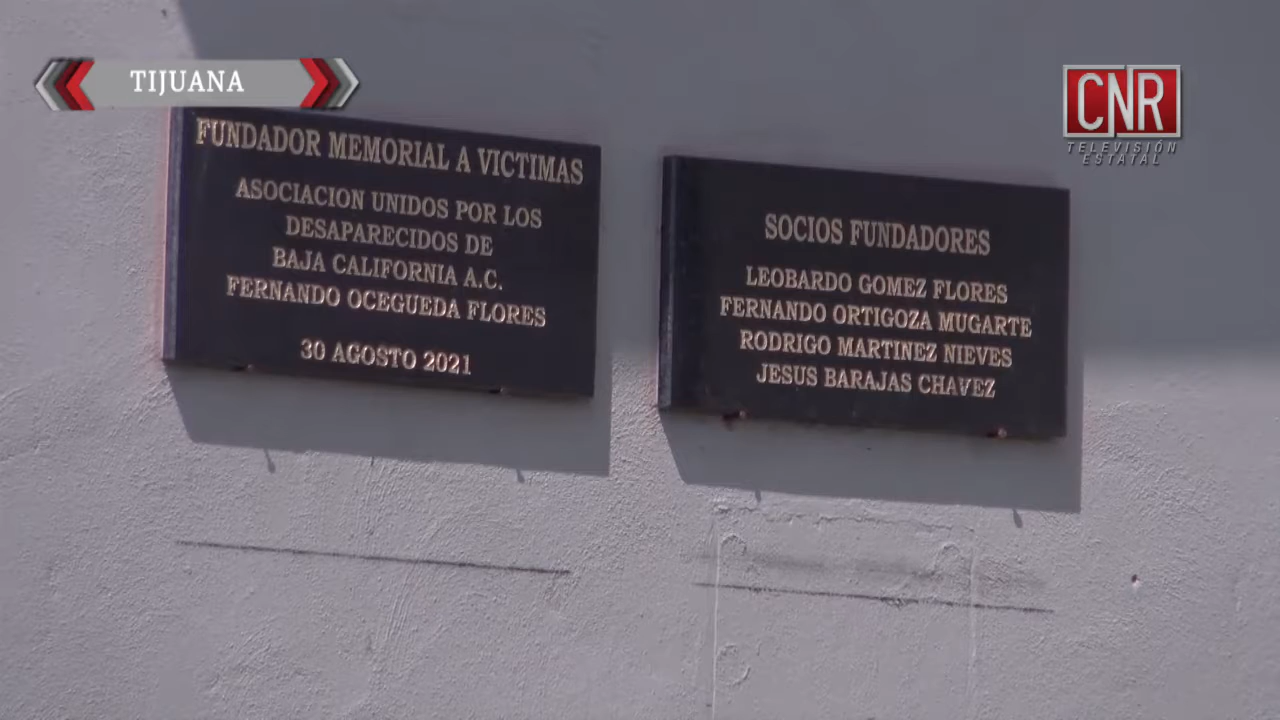 TIJUANA
CNR
TELEVISIÓN
ESTATAL
FUNDADOR MEMORIAL A VICTIMAS
ASOCIACION UNIDOS POR LOS
DESAPARECIDOS DE
BAJA CALIFORNIA A.C.
FERNANDO OCEGUEDA FLORES
30 AGOSTO 2021
SOCIOS FUNDADORES
LEOBARDO GOMEZ FLORES
FERNANDO ORTIGOZA MUGARTE
RODRIGO MARTINEZ NIEVES
JESUS BARAJAS CHAVEZ